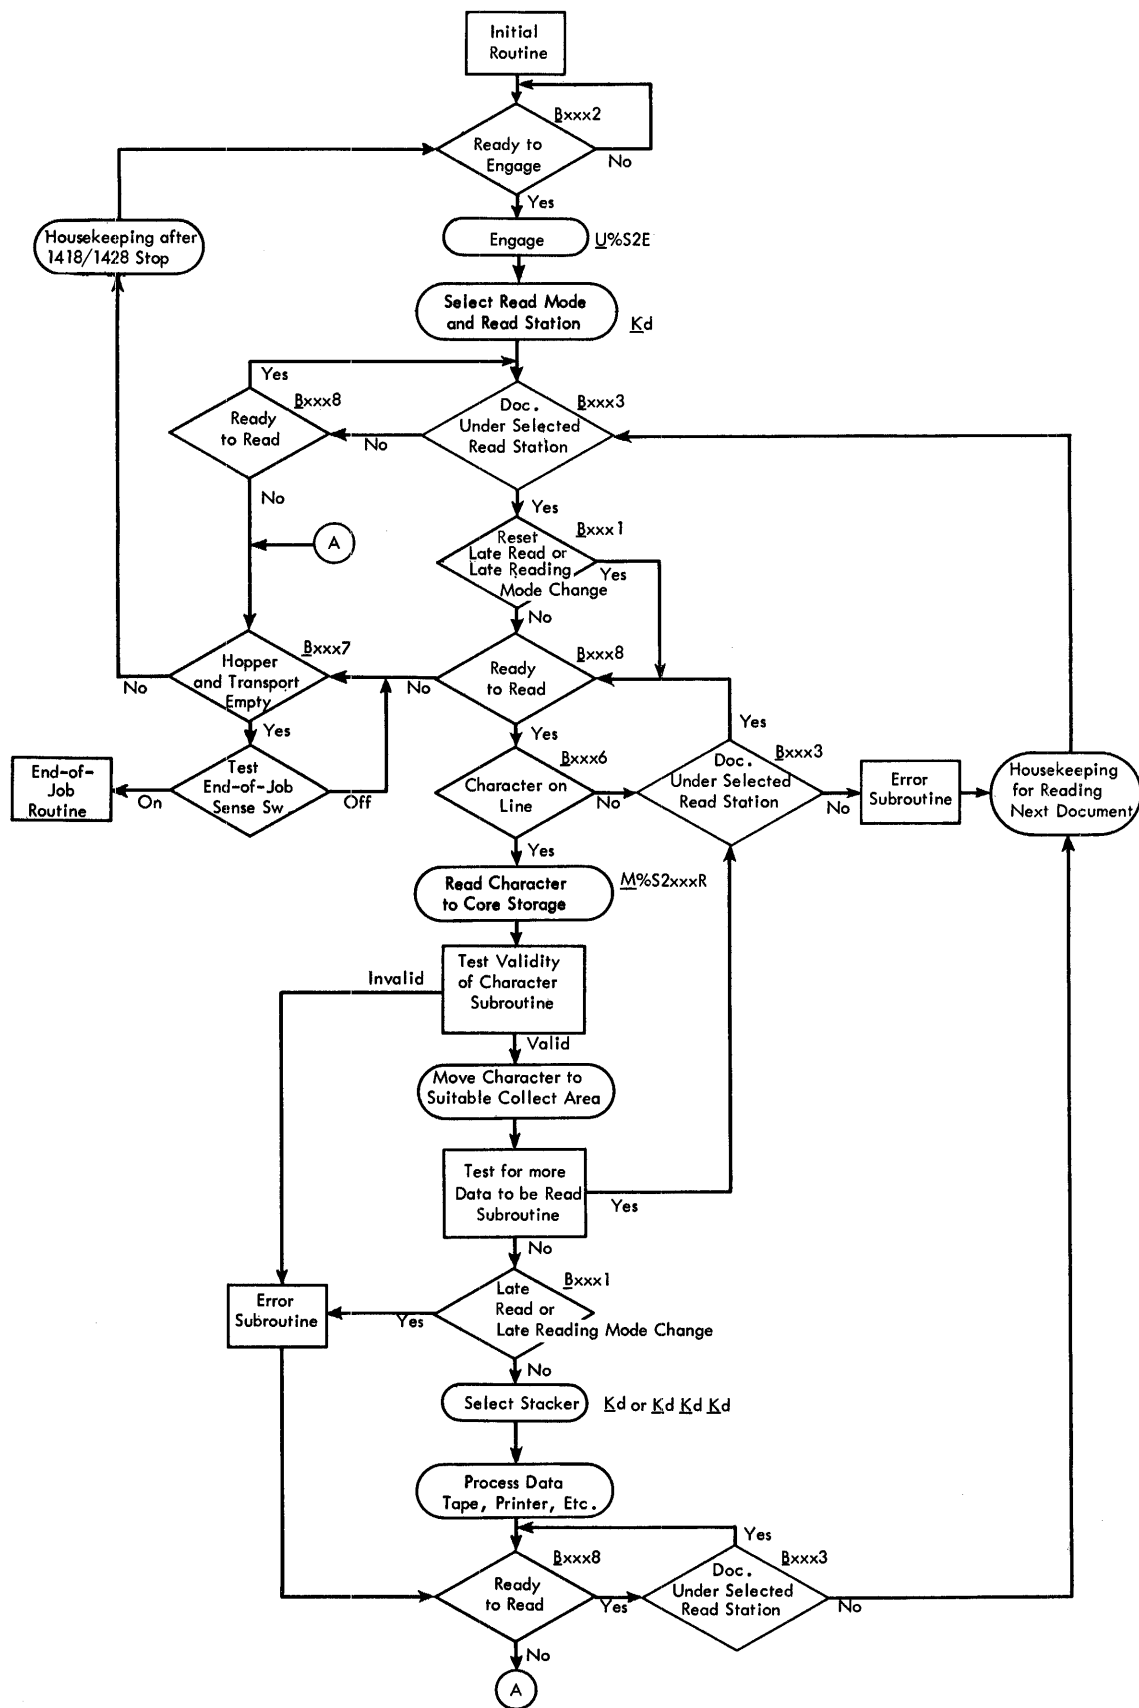 Initial
Routine
Bxxx2
Ready to
Engage
No
Yes
Housekeeping after
1418/1428 Stop
Engage
U%S2E
Select Read Mode
and Read Station
Kd
Yes
Bxxx8
Ready
to Read
No
Doc.
Under Selected
Read Station
Bxxx3
No
Yes
A
Bxxx1
Reset
Late Read or
Late Reading
Mode Change
Yes
No
Bxxx7
Hopper
and Transport
Empty
No
Yes
Bxxx8
Ready
to Read
No
Yes
Yes
End-of-
Job
Routine
On
Test
End-of-Job
Sense Sw
Off
Bxxx6
Character on
Line
No
Yes
Bxxx3
Doc.
Under Selected
Read Station
No
Error
Subroutine
Housekeeping
for Reading
Next Document
Read Character
to Core Storage
M%S2xxxR
Invalid
Test Validity
of Character
Subroutine
Valid
Move Character to
Suitable Collect Area
Test for more
Data to be Read
Subroutine
Yes
No
Bxxx1
Error
Subroutine
Yes
Late
Read or
Late Reading Mode Change
No
Select Stacker
Kd or Kd Kd Kd
Process Data
Tape, Printer, Etc.
Yes
Bxxx8
Ready
to Read
Yes
Bxxx3
Doc.
Under Selected
Read Station
No
No
A